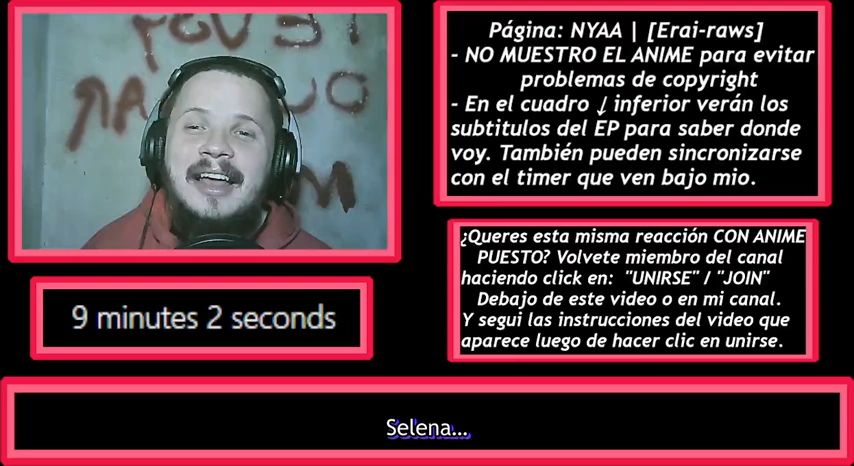 Página: NYAA | [Erai-raws]
- NO MUESTRO EL ANIME para evitar
problemas de copyright
- En el cuadro ↓ inferior verán los
subtitulos del EP para saber donde
voy. También pueden sincronizarse
con el timer que ven bajo mio.
¿Queres esta misma reacción CON ANIME
PUESTO? Volvete miembro del canal
haciendo click en: "UNIRSE" / "JOIN"
Debajo de este video o en mi canal.
Y segui las instrucciones del video que
aparece luego de hacer clic en unirse.
9 minutes 2 seconds
Selena...